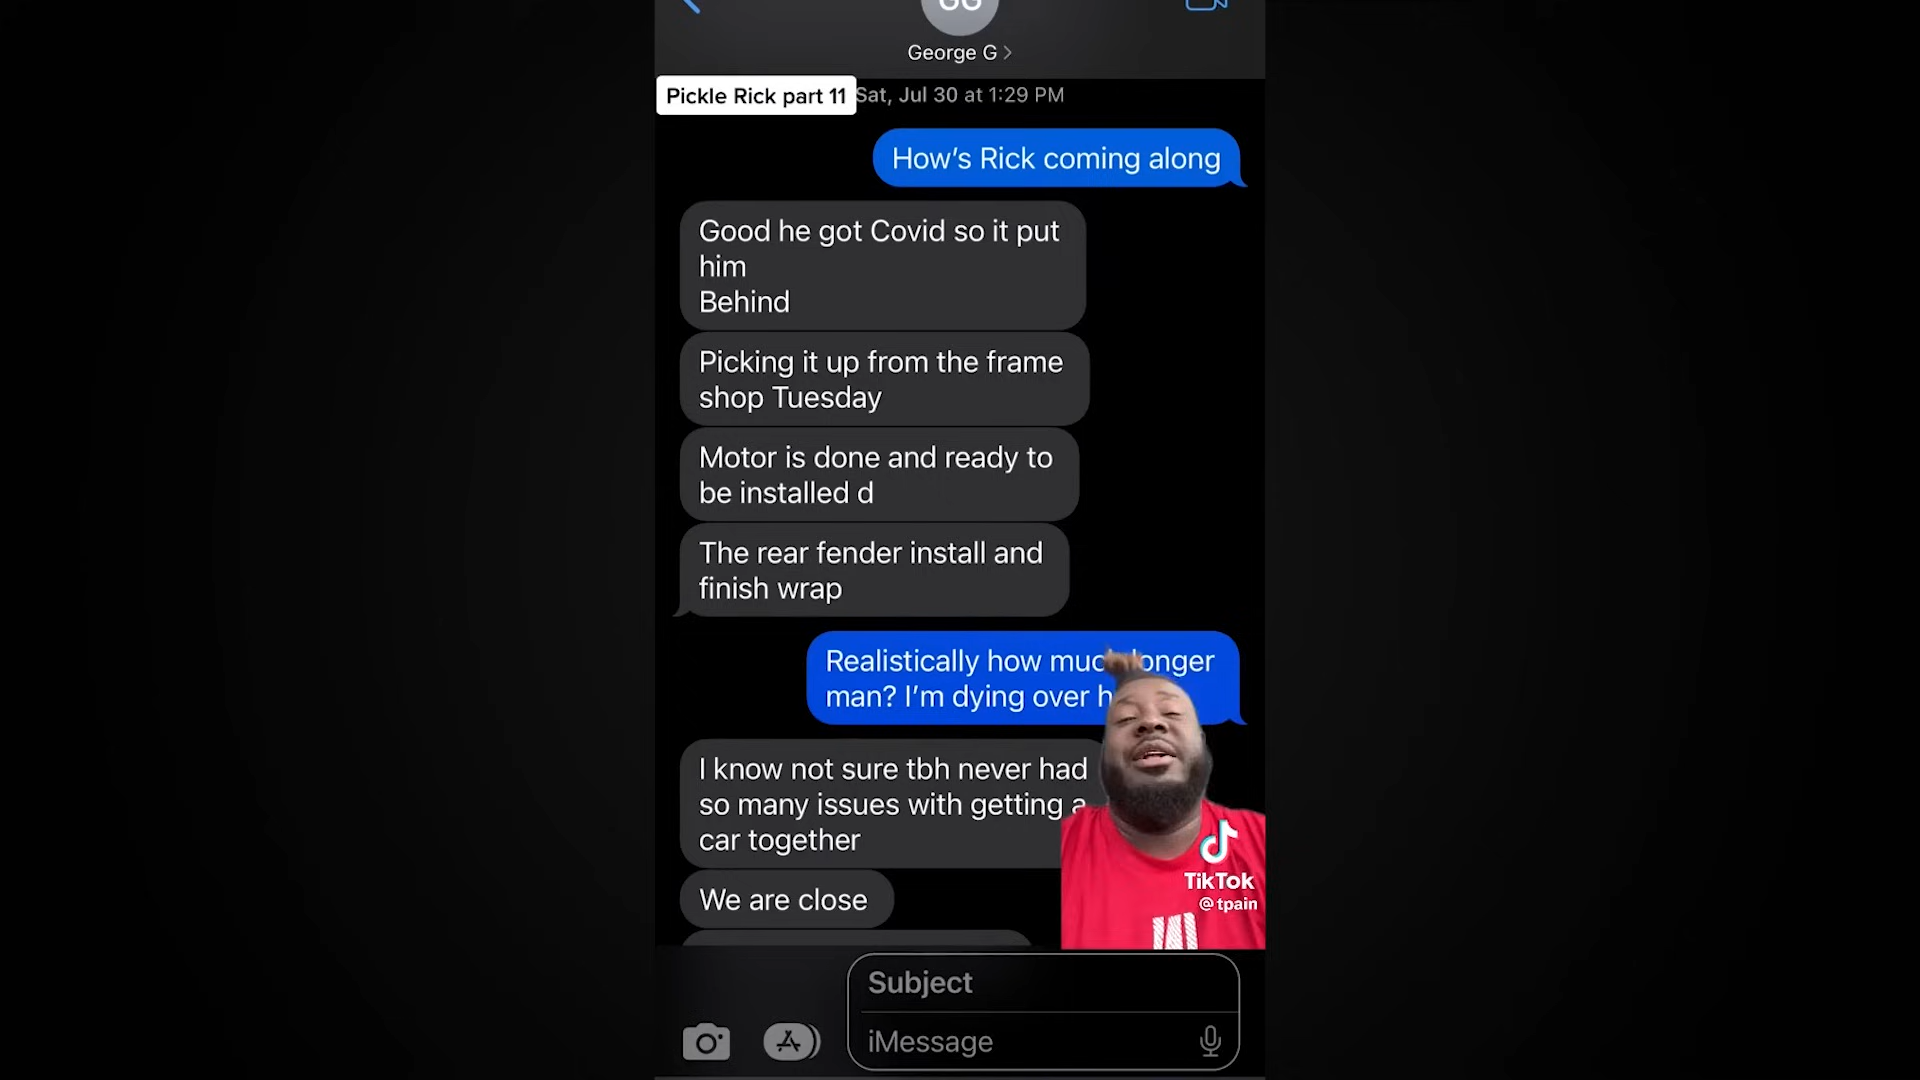 GG
George G
Pickle Rick part 11
Sat, Jul 30 at 1:29 PM
How's Rick coming along
Good he got Covid so it put
him
Behind
Picking it up from the frame
shop Tuesday
Motor is done and ready to
be installed d
The rear fender install and
finish wrap
Realistically how much longer
man? I'm dying over
I know not sure tbh never had
so many issues with getting a
car together
We are close
TikTok
@tpain
Subject
iMessage